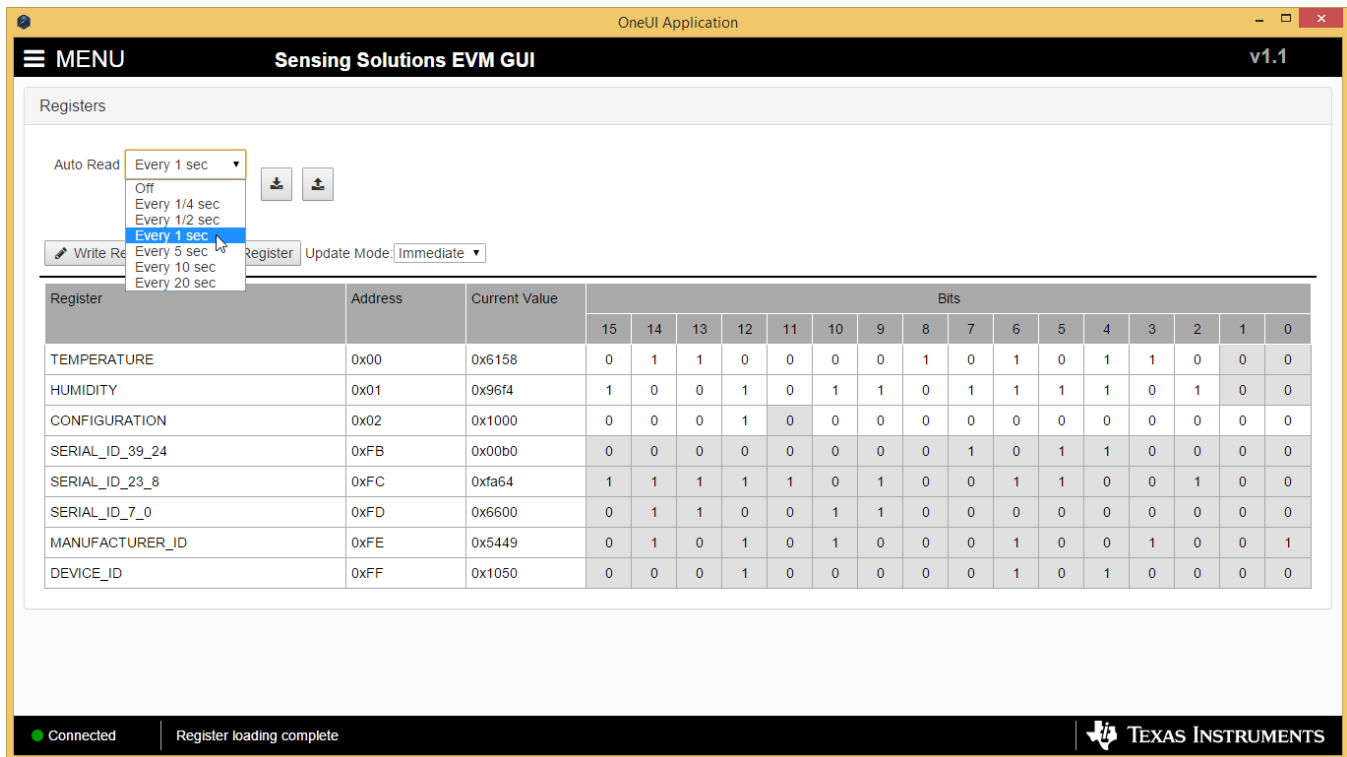 OneUI Application
MENU Sensing Solutions EVM GUI v1.1
Registers
Auto Read Every 1 sec
Off
Every 1/4 sec
Every 1/2 sec
Every 1 sec
Write Re Every 5 sec Register Update Mode: Immediate
Every 10 sec
Every 20 sec
Register Address Current Value Bits
15 14 13 12 11 10 9 8 7 6 5 4 3 2 1 0
TEMPERATURE 0x00 0x6158 0 1 1 0 0 0 0 1 0 1 0 1 1 0 0 0
HUMIDITY 0x01 0x96f4 1 0 0 1 0 1 1 0 1 1 1 1 0 1 0 0
CONFIGURATION 0x02 0x1000 0 0 0 1 0 0 0 0 0 0 0 0 0 0 0 0
SERIAL_ID_39_24 0xFB 0x00b0 0 0 0 0 0 0 0 0 1 0 1 1 0 0 0 0
SERIAL_ID_23_8 0xFC 0xfa64 1 1 1 1 1 0 1 0 0 1 1 0 0 1 0 0
SERIAL_ID_7_0 0xFD 0x6600 0 1 1 0 0 1 1 0 0 0 0 0 0 0 0 0
MANUFACTURER_ID 0xFE 0x5449 0 1 0 1 0 1 0 0 0 1 0 0 1 0 0 1
DEVICE_ID 0xFF 0x1050 0 0 0 1 0 0 0 0 0 1 0 1 0 0 0 0
Connected Register loading complete TEXAS INSTRUMENTS